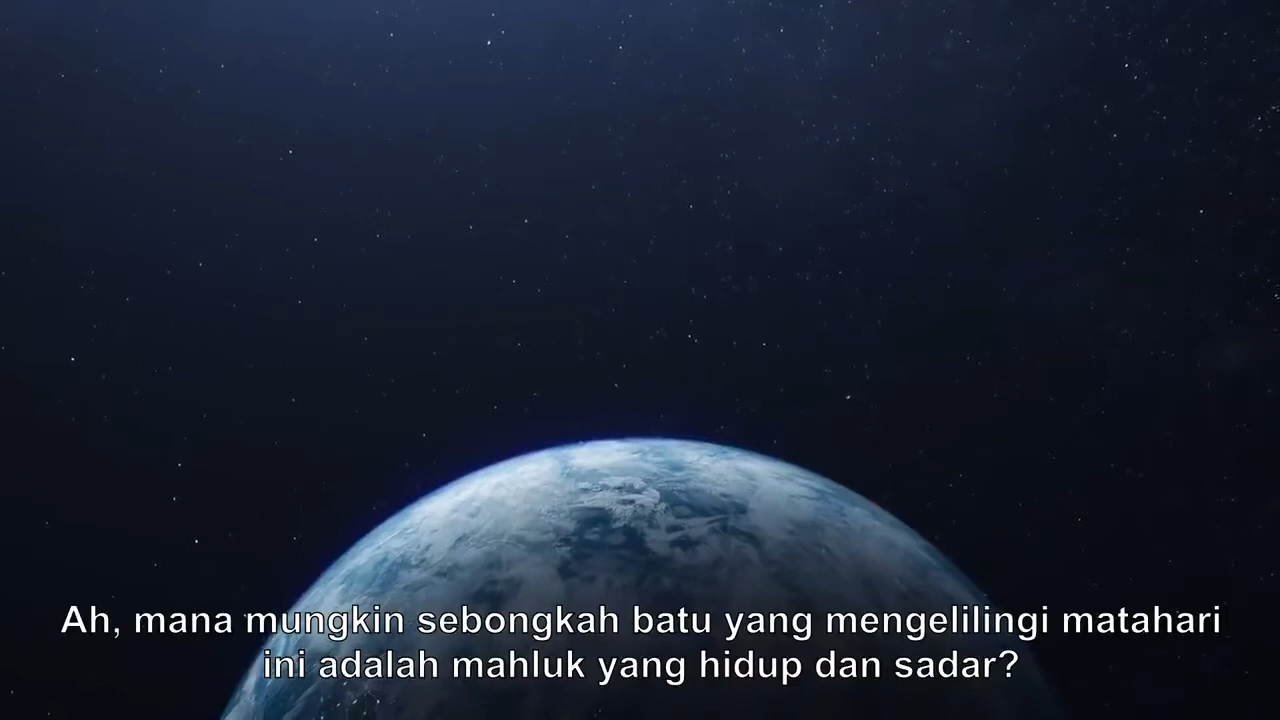 Ah, mana mungkin sebongkah batu yang mengelilingi matahari
ini adalah mahluk yang hidup dan sadar?